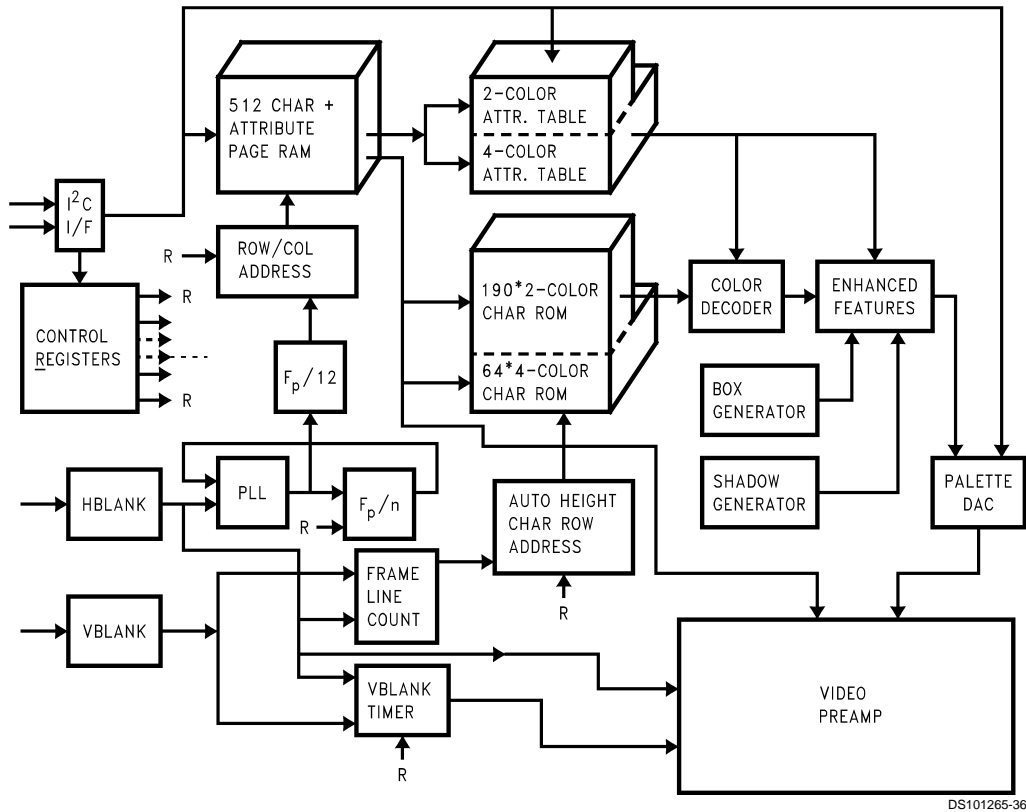 512 CHAR +
ATTRIBUTE
PAGE RAM
2-COLOR
ATTR. TABLE
4-COLOR
ATTR. TABLE
I²C
I/F
R
ROW/COL
ADDRESS
190*2-COLOR
CHAR ROM
64*4-COLOR
CHAR ROM
COLOR
DECODER
ENHANCED
FEATURES
CONTROL
REGISTERS
R
R
Fp/12
BOX
GENERATOR
HBLANK
PLL
Fp/n
R
AUTO HEIGHT
CHAR ROW
ADDRESS
R
SHADOW
GENERATOR
PALETTE
DAC
FRAME
LINE
COUNT
VBLANK
VBLANK
TIMER
R
VIDEO
PREAMP
DS101265-36